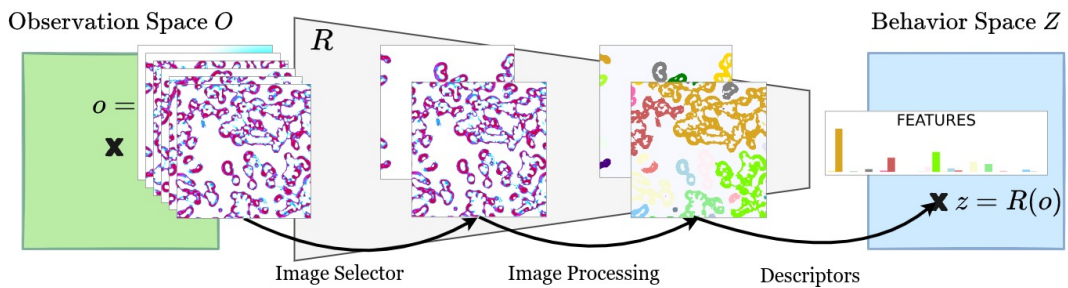 Observation Space O
R
Behavior Space Z
o =
FEATURES
z = R(o)
Image Selector
Image Processing
Descriptors